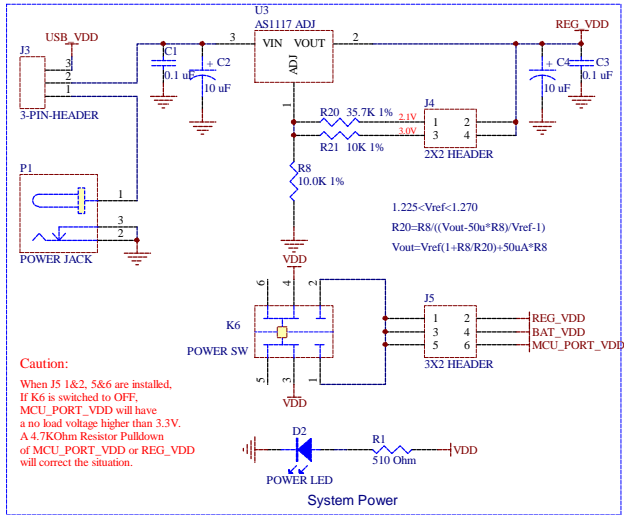 U3
AS1117 ADJ
J3
USB_VDD
REG_VDD
3
2
1
3-PIN-HEADER
C1
0.1 uF
+ C2
10 uF
3
VIN VOUT
ADJ
2
1
+ C4
10 uF
C3
0.1 uF
R20 35.7K 1%
2.1V
R21 10K 1%
3.0V
J4
1 2
3 4
2X2 HEADER
R8
10.0K 1%
P1
1
3
2
POWER JACK
1.225<Vref<1.270
R20=R8/((Vout-50u*R8)/Vref-1)
Vout=Vref(1+R8/R20)+50uA*R8
VDD
6 4 2
K6
POWER SW
5 3 1
VDD
J5
1 2
3 4
5 6
3X2 HEADER
REG_VDD
BAT_VDD
MCU_PORT_VDD
Caution:
When J5 1&2, 5&6 are installed,
If K6 is switched to OFF,
MCU_PORT_VDD will have
a no load voltage higher than 3.3V.
A 4.7KOhm Resistor Pulldown
of MCU_PORT_VDD or REG_VDD
will correct the situation.
D2
POWER LED
R1
510 Ohm
VDD
System Power